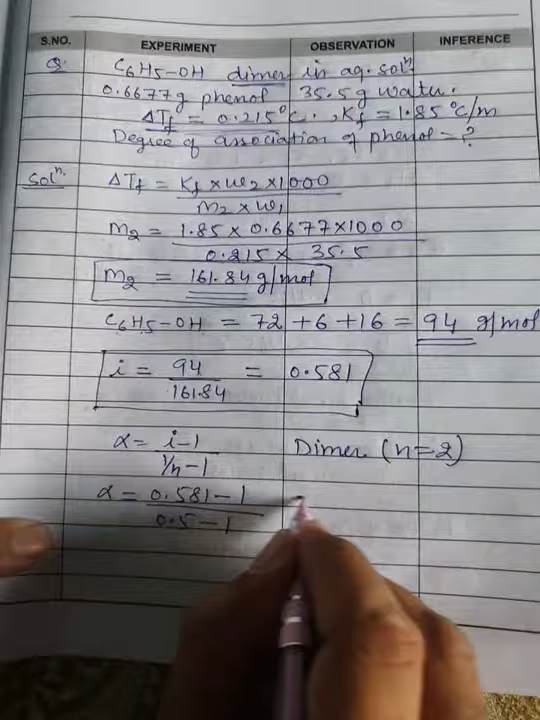 S.NO. EXPERIMENT OBSERVATION INFERENCE
Q. C6H5-OH dimer in aq. solⁿ
0.6677g phenol 35.5g water.
ΔTf = 0.215°C., Kf = 1.85 °C/m
Degree of association of phenol = ?
Solⁿ. ΔTf = Kf × w2 × 1000
M2 × w1
M2 = 1.85 × 0.6677 × 1000
0.215 × 35.5
M2 = 161.84 g/mol
C6H5-OH = 72 + 6 + 16 = 94 g/mol
i = 94 = 0.581
161.84
α = i-1 Dimer (n=2)
1/n - 1
α = 0.581 - 1
0.5 - 1